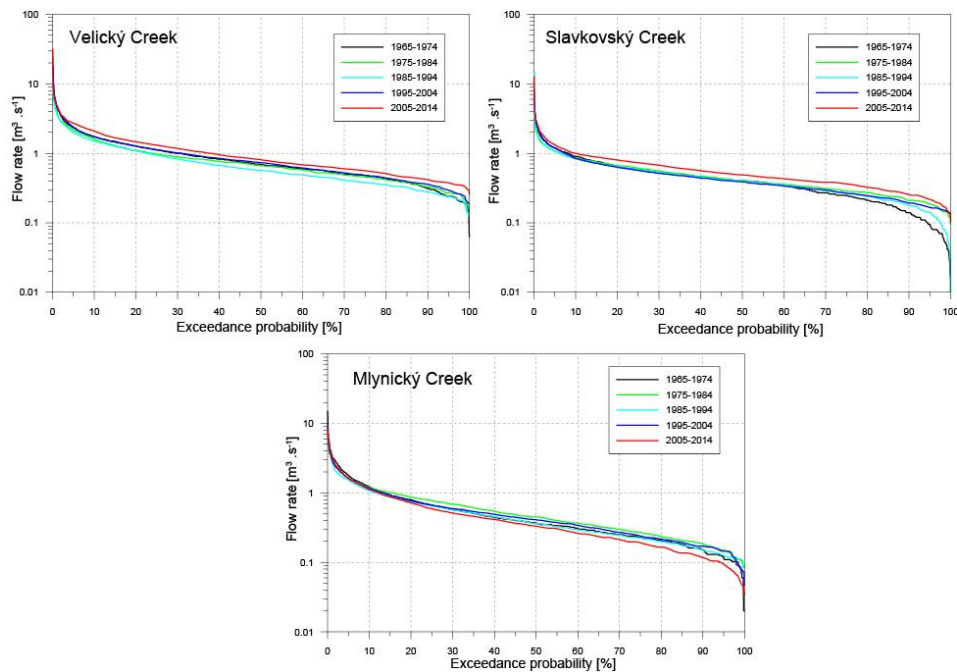 Velický Creek
Flow rate [m³ .s⁻¹]
100
10
1
0.1
0.01
0 10 20 30 40 50 60 70 80 90 100
Exceedance probability [%]
1965-1974
1975-1984
1985-1994
1995-2004
2005-2014
Slavkovský Creek
Flow rate [m³ .s⁻¹]
100
10
1
0.1
0.01
0 10 20 30 40 50 60 70 80 90 100
Exceedance probability [%]
1965-1974
1975-1984
1985-1994
1995-2004
2005-2014
Mlynický Creek
Flow rate [m³ .s⁻¹]
100
10
1
0.1
0.01
0 10 20 30 40 50 60 70 80 90 100
Exceedance probability [%]
1965-1974
1975-1984
1985-1994
1995-2004
2005-2014